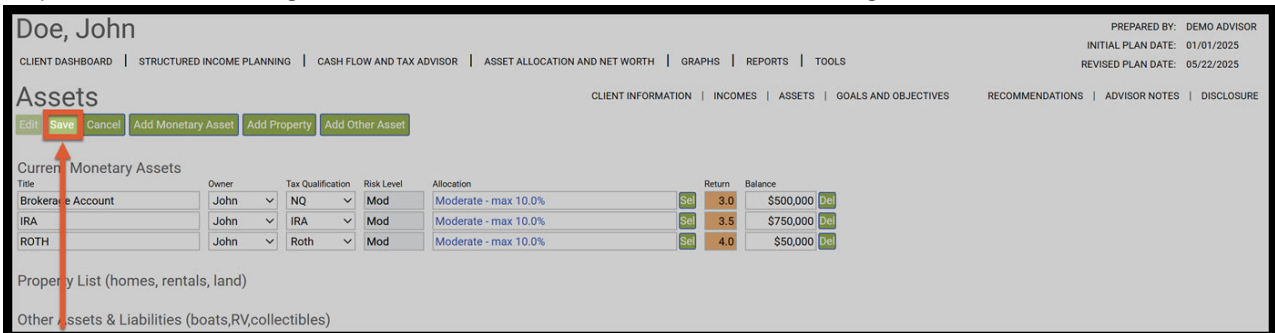 Doe, John
PREPARED BY: DEMO ADVISOR
INITIAL PLAN DATE: 01/01/2025
CLIENT DASHBOARD | STRUCTURED INCOME PLANNING | CASH FLOW AND TAX ADVISOR | ASSET ALLOCATION AND NET WORTH | GRAPHS | REPORTS | TOOLS
REVISED PLAN DATE: 05/22/2025
Assets
CLIENT INFORMATION | INCOMES | ASSETS | GOALS AND OBJECTIVES RECOMMENDATIONS | ADVISOR NOTES | DISCLOSURE
Edit Save Cancel Add Monetary Asset Add Property Add Other Asset
Current Monetary Assets
Title Owner Tax Qualification Risk Level Allocation Return Balance
Brokerage Account John NQ Mod Moderate - max 10.0% Sel 3.0 $500,000 Del
IRA John IRA Mod Moderate - max 10.0% Sel 3.5 $750,000 Del
ROTH John Roth Mod Moderate - max 10.0% Sel 4.0 $50,000 Del
Property List (homes, rentals, land)
Other Assets & Liabilities (boats,RV,collectibles)